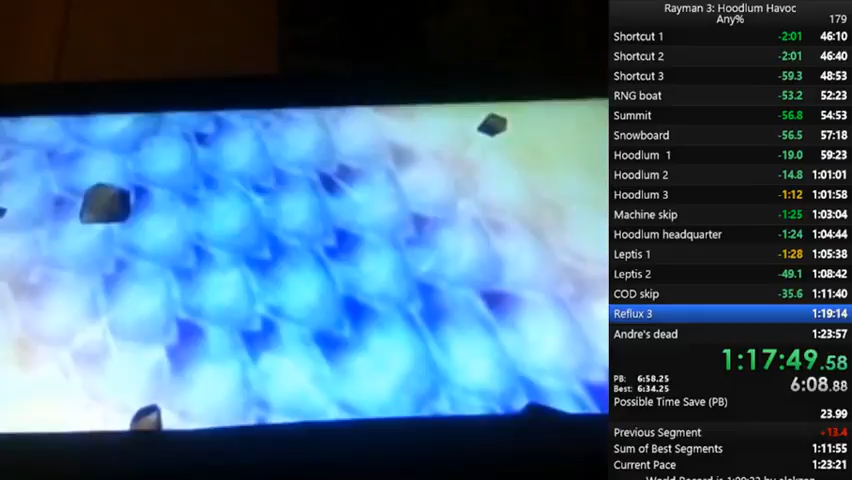 Rayman 3: Hoodlum Havoc
Any% 179
Shortcut 1 -2:01 46:10
Shortcut 2 -2:01 46:40
Shortcut 3 -59.3 48:53
RNG boat -53.2 52:23
Summit -56.8 54:53
Snowboard -56.5 57:18
Hoodlum 1 -19.0 59:23
Hoodlum 2 -14.8 1:01:01
Hoodlum 3 -1:12 1:01:58
Machine skip -1:25 1:03:04
Hoodlum headquarter -1:24 1:04:44
Leptis 1 -1:28 1:05:38
Leptis 2 -49.1 1:08:42
COD skip -35.6 1:11:40
Reflux 3 1:19:14
Andre's dead 1:23:57
1:17:49.58
PB: 6:58.25
Best: 6:34.25
6:08.88
Possible Time Save (PB)
23.99
Previous Segment +13.4
Sum of Best Segments 1:11:55
Current Pace 1:23:21